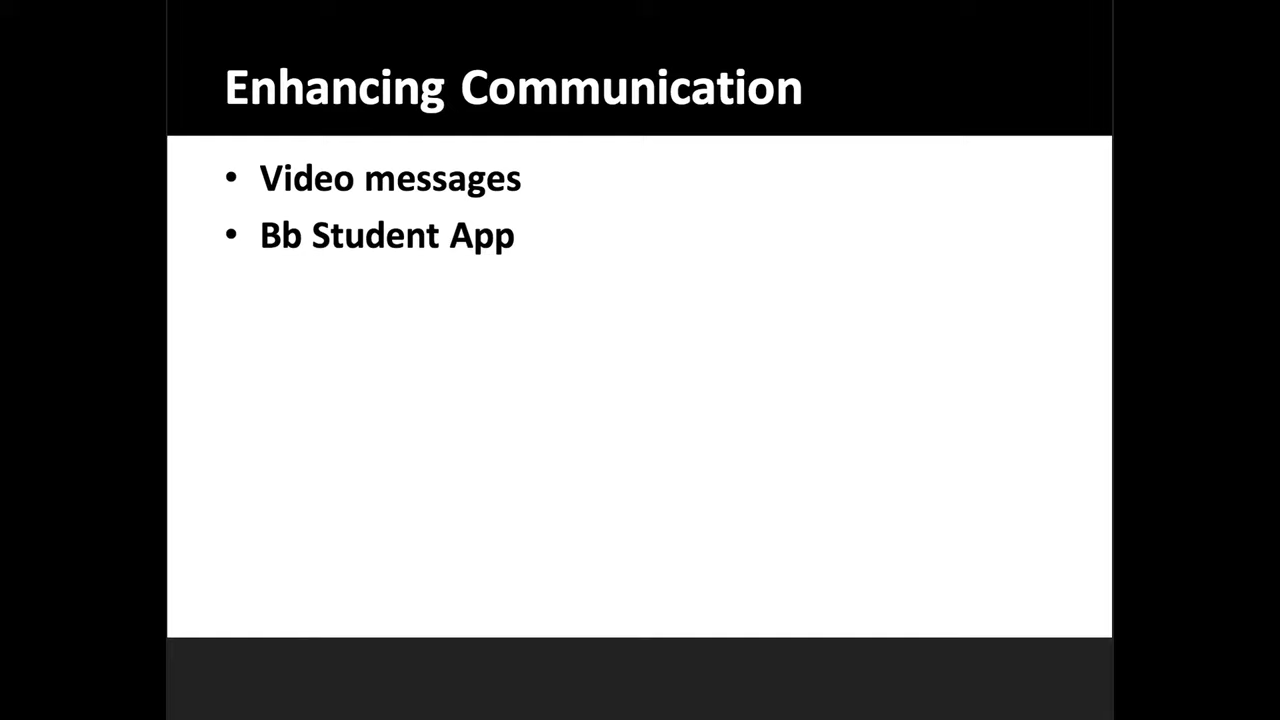 Enhancing Communication
• Video messages
• Bb Student App